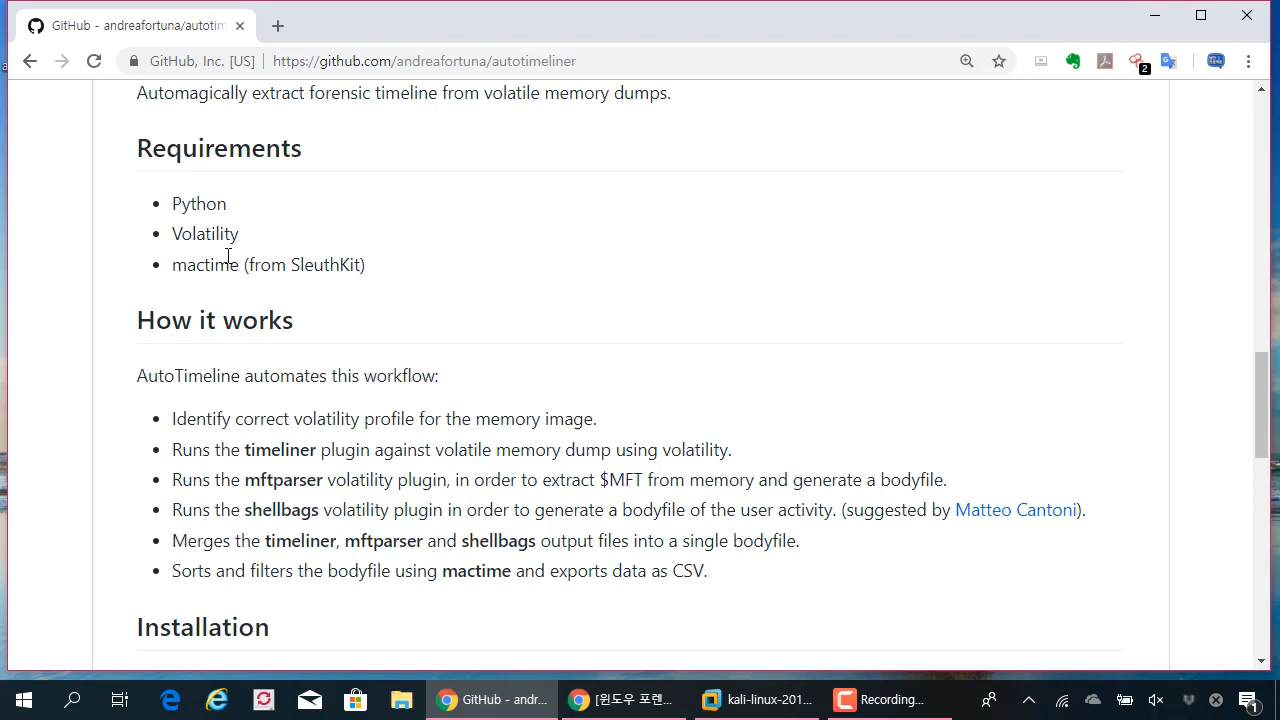 GitHub - andreafortuna/autotim
GitHub, Inc. [US]
https://github.com/andreafortuna/autotimeliner
2
Automagically extract forensic timeline from volatile memory dumps.
Requirements
Python
Volatility
mactime (from SleuthKit)
How it works
AutoTimeline automates this workflow:
Identify correct volatility profile for the memory image.
Runs the timeliner plugin against volatile memory dump using volatility.
Runs the mftparser volatility plugin, in order to extract $MFT from memory and generate a bodyfile.
Runs the shellbags volatility plugin in order to generate a bodyfile of the user activity. (suggested by Matteo Cantoni).
Merges the timeliner, mftparser and shellbags output files into a single bodyfile.
Sorts and filters the bodyfile using mactime and exports data as CSV.
Installation
GitHub - andr...
[윈도우 포렌...
kali-linux-201...
Recording...
1